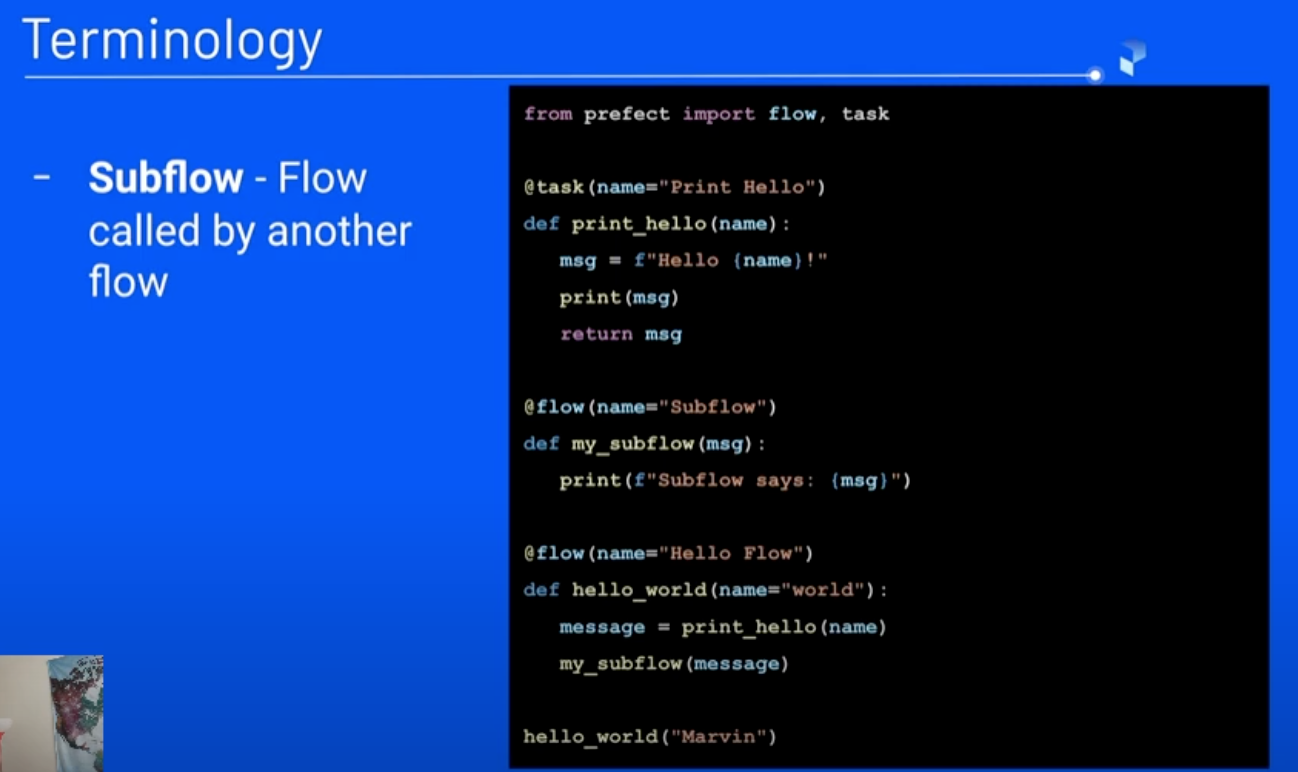 Terminology
- Subflow - Flow
called by another
flow
from prefect import flow, task
@task(name="Print Hello")
def print_hello(name):
msg = f"Hello {name}!"
print(msg)
return msg
@flow(name="Subflow")
def my_subflow(msg):
print(f"Subflow says: {msg}")
@flow(name="Hello Flow")
def hello_world(name="world"):
message = print_hello(name)
my_subflow(message)
hello_world("Marvin")